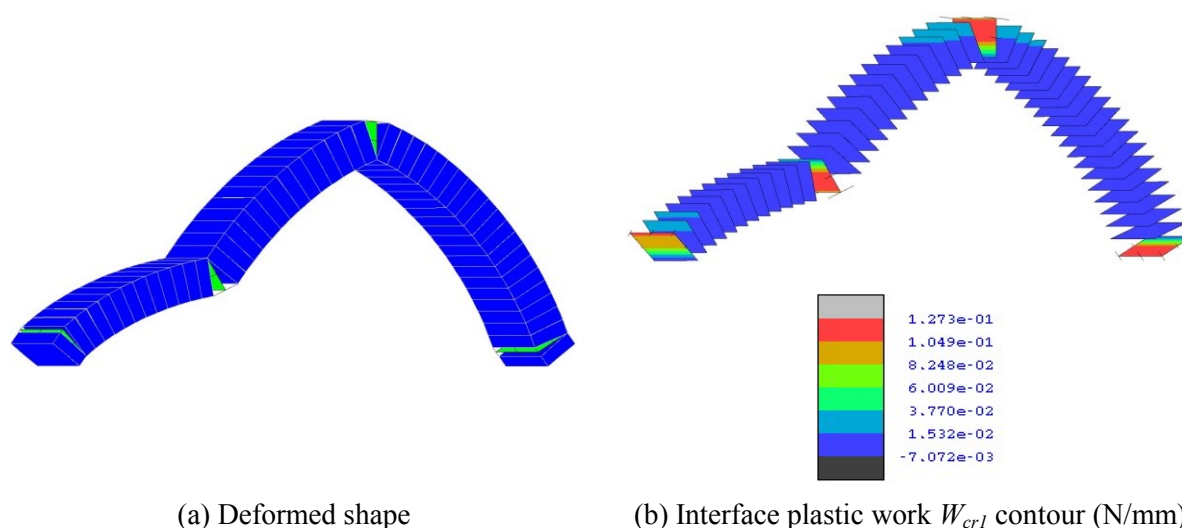 1.273e-01
1.049e-01
8.248e-02
6.009e-02
3.770e-02
1.532e-02
-7.072e-03
(a) Deformed shape
(b) Interface plastic work Wcr1 contour (N/mm)